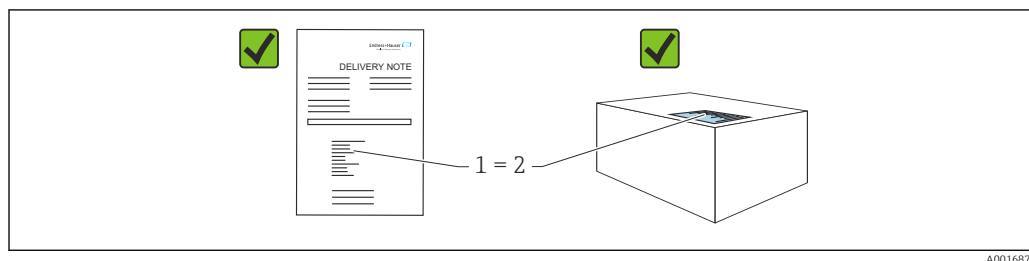 Endress+Hauser
DELIVERY NOTE
1 = 2
A001687